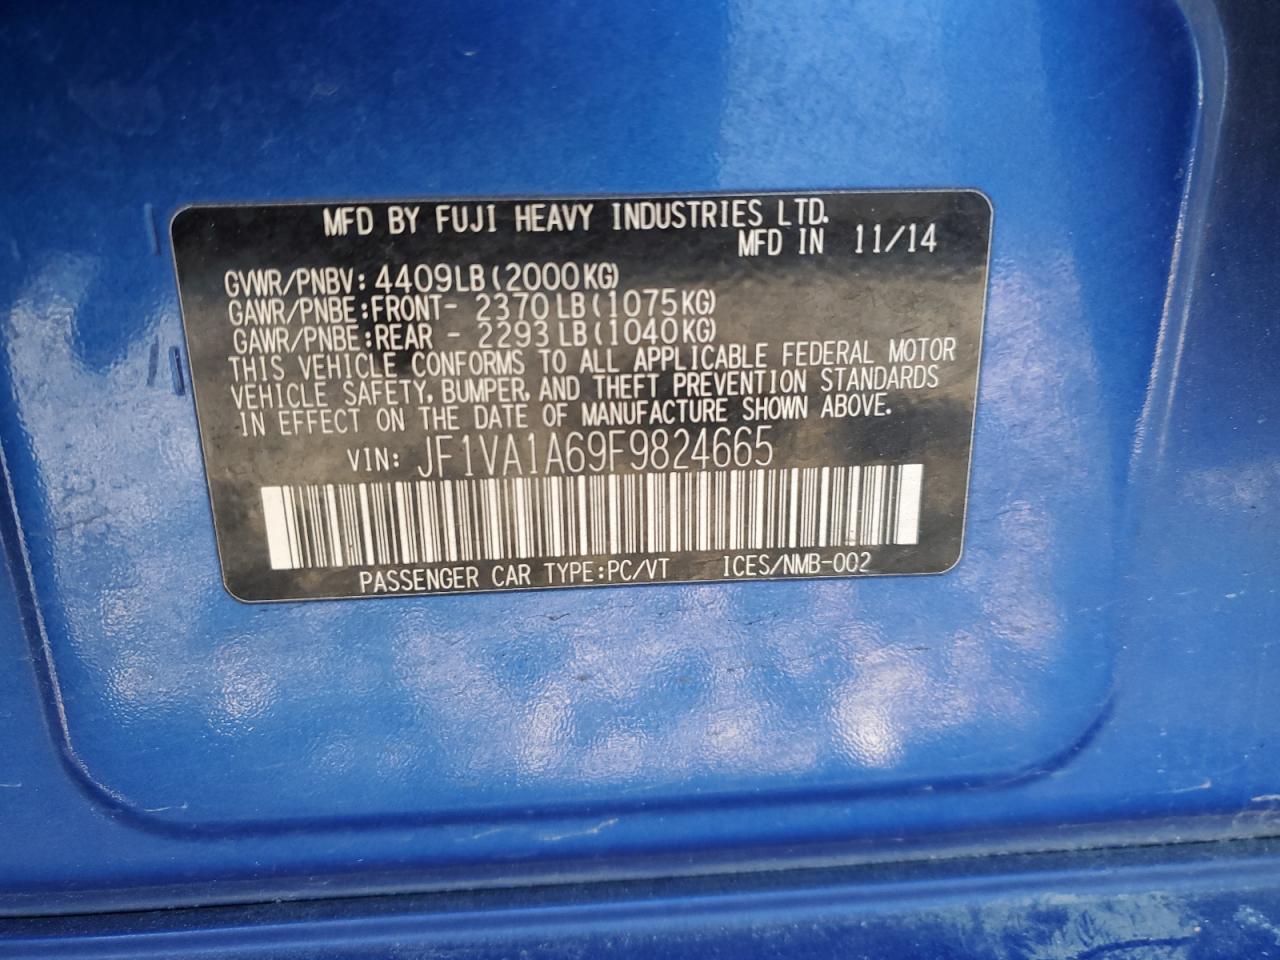 MFD BY FUJI HEAVY INDUSTRIES LTD.
MFD IN 11/14
GVWR/PNBV: 4409LB(2000KG)
GAWR/PNBE:FRONT- 2370LB(1075KG)
GAWR/PNBE:REAR - 2293LB(1040KG)
THIS VEHICLE CONFORMS TO ALL APPLICABLE FEDERAL MOTOR
VEHICLE SAFETY, BUMPER, AND THEFT PREVENTION STANDARDS
IN EFFECT ON THE DATE OF MANUFACTURE SHOWN ABOVE.
VIN: JF1VA1A69F9824665
PASSENGER CAR TYPE:PC/VT ICES/NMB-002